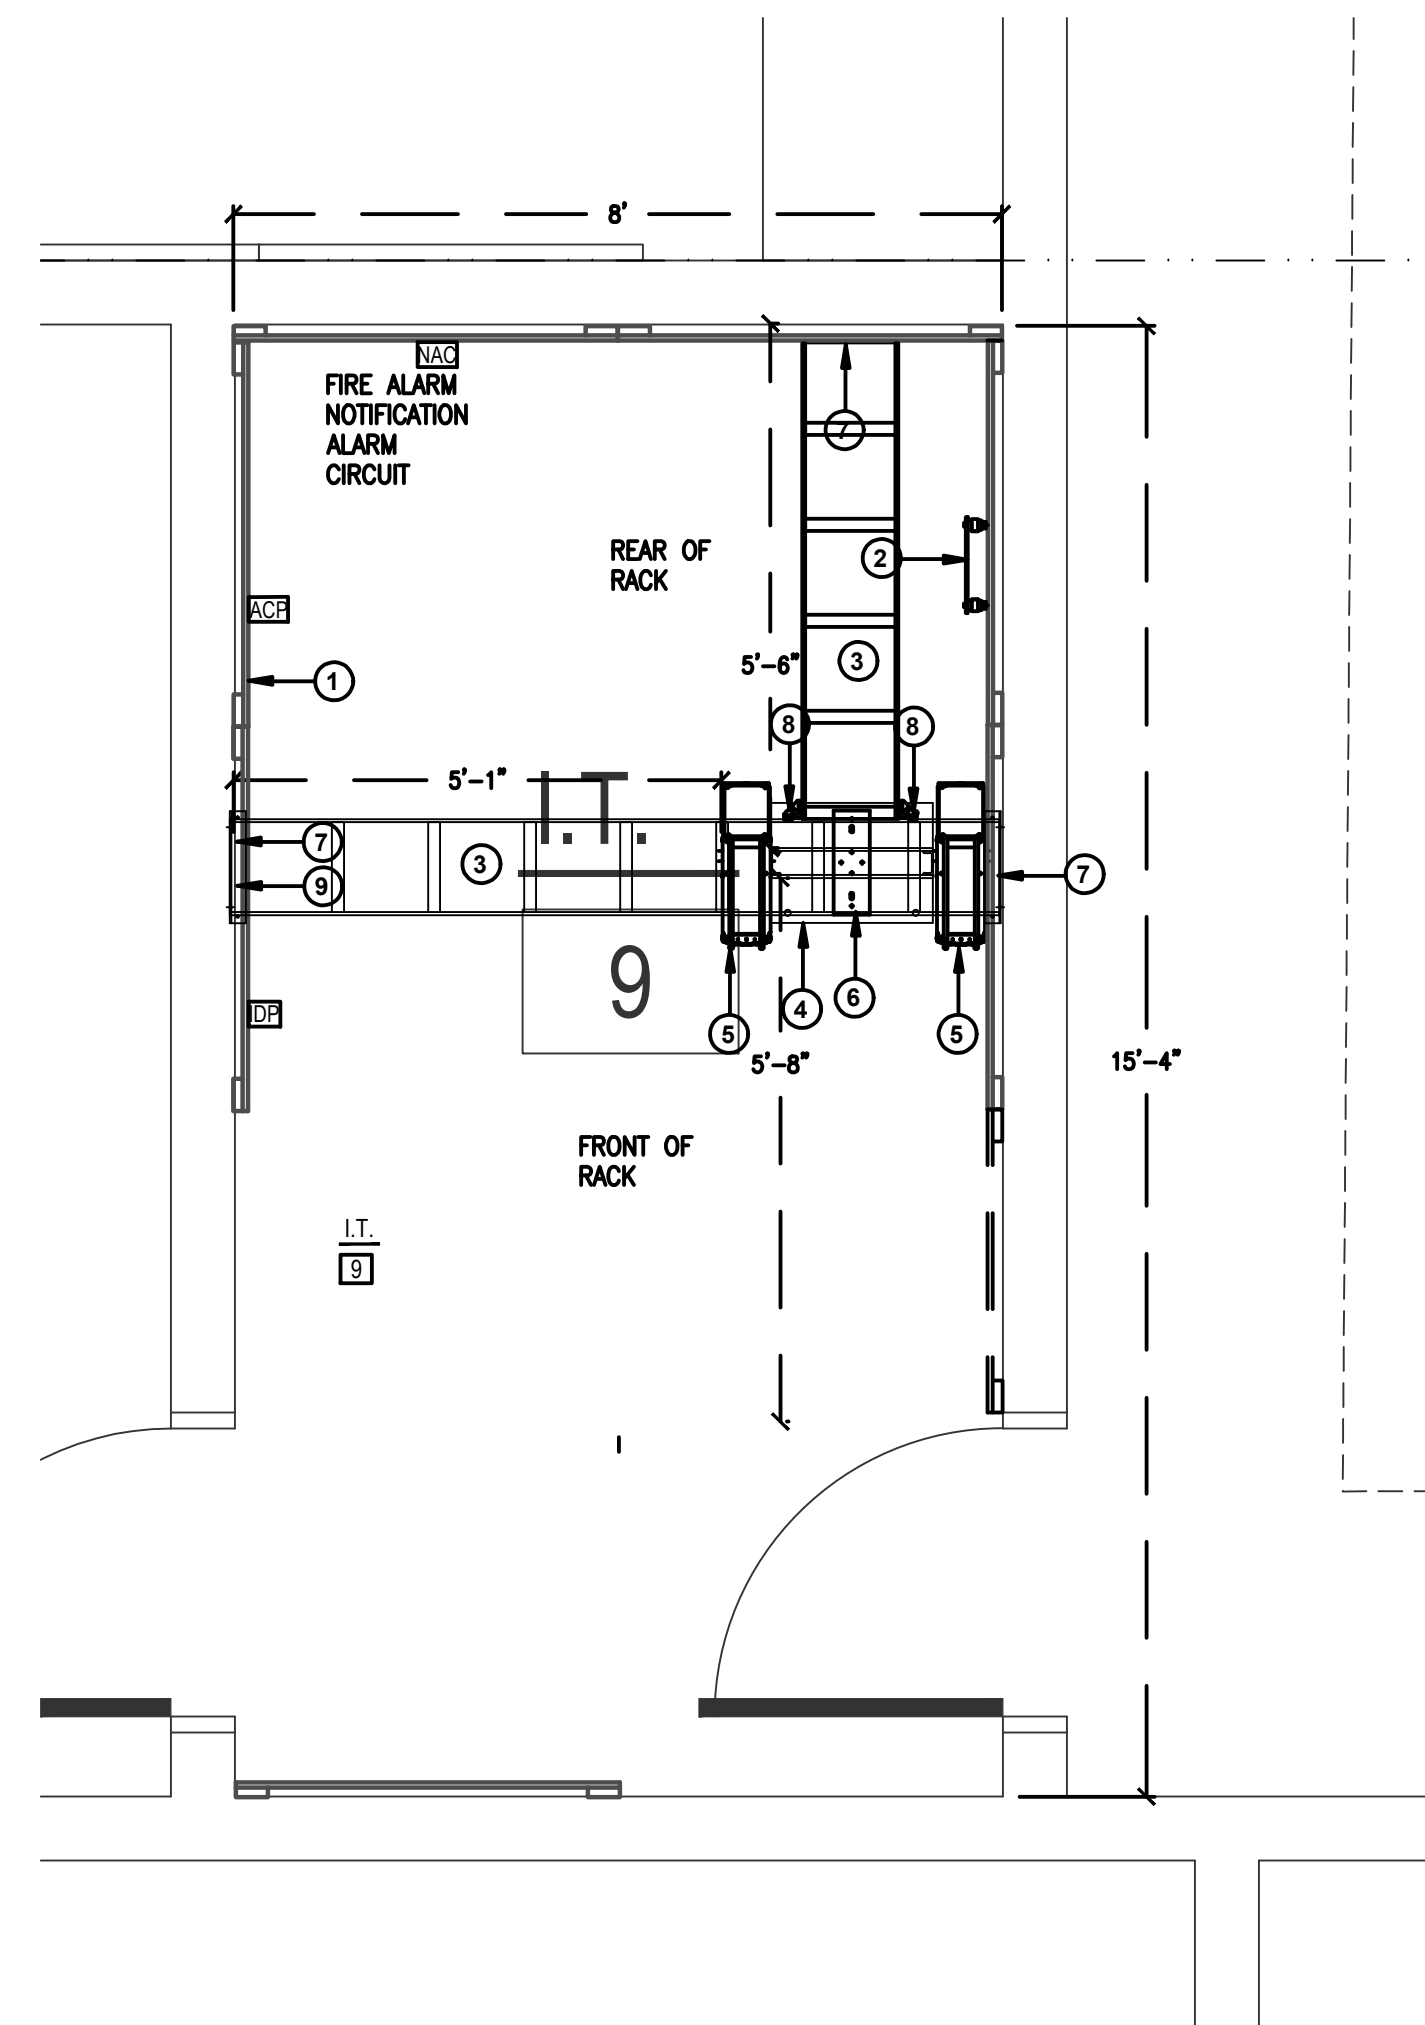 8'
NAC
FIRE ALARM
NOTIFICATION
ALARM
CIRCUIT
7
REAR OF
RACK
2
ACP
1
5'-6"
3
8
8
5'-1"
I.T.
7
3
9
7
9
IDP
5
4
6
5
5'-8"
15'-4"
FRONT OF
RACK
I.T.
9